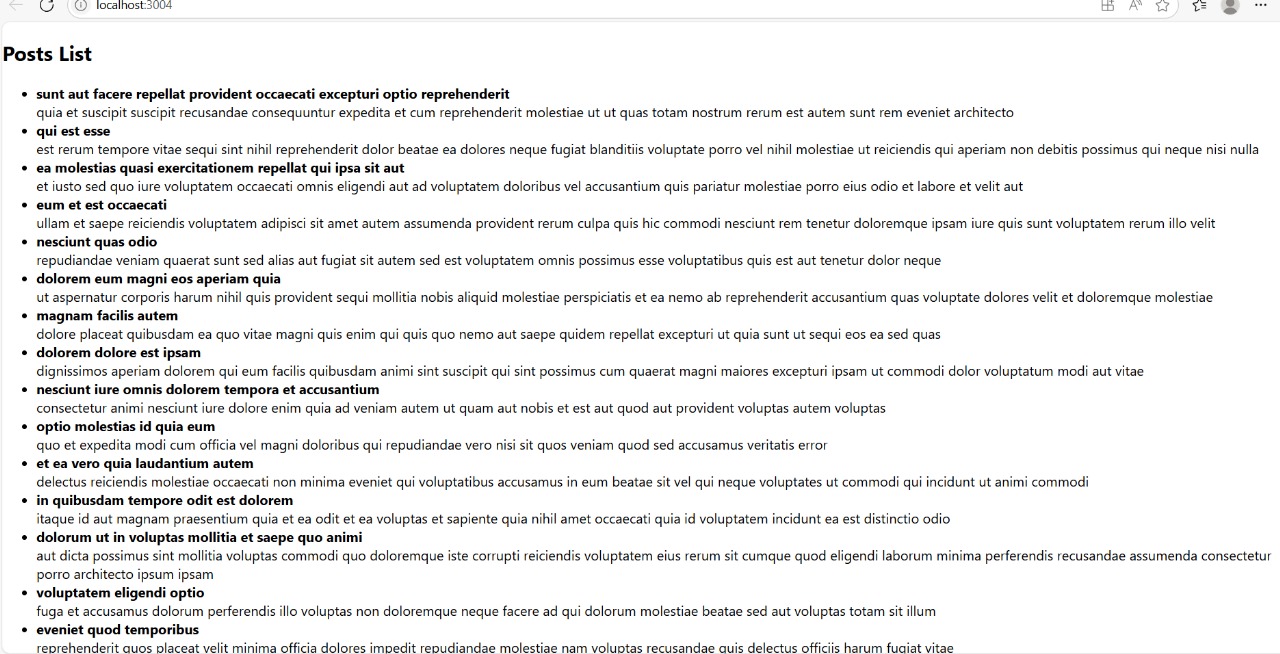 localhost:3004
Posts List
sunt aut facere repellat provident occaecati excepturi optio reprehenderit
quia et suscipit suscipit recusandae consequuntur expedita et cum reprehenderit molestiae ut ut quas totam nostrum rerum est autem sunt rem eveniet architecto
qui est esse
est rerum tempore vitae sequi sint nihil reprehenderit dolor beatae ea dolores neque fugiat blanditiis voluptate porro vel nihil molestiae ut reiciendis qui aperiam non debitis possimus qui neque nisi nulla
ea molestias quasi exercitationem repellat qui ipsa sit aut
et iusto sed quo iure voluptatem occaecati omnis eligendi aut ad voluptatem doloribus vel accusantium quis pariatur molestiae porro eius odio et labore et velit aut
eum et est occaecati
ullam et saepe reiciendis voluptatem adipisci sit amet autem assumenda provident rerum culpa quis hic commodi nesciunt rem tenetur doloremque ipsam iure quis sunt voluptatem rerum illo velit
nesciunt quas odio
repudiandae veniam quaerat sunt sed alias aut fugiat sit autem sed est voluptatem omnis possimus esse voluptatibus quis est aut tenetur dolor neque
dolorem eum magni eos aperiam quia
ut aspernatur corporis harum nihil quis provident sequi mollitia nobis aliquid molestiae perspiciatis et ea nemo ab reprehenderit accusantium quas voluptate dolores velit et doloremque molestiae
magnam facilis autem
dolore placeat quibusdam ea quo vitae magni quis enim qui quis quo nemo aut saepe quidem repellat excepturi ut quia sunt ut sequi eos ea sed quas
dolorem dolore est ipsam
dignissimos aperiam dolorem qui eum facilis quibusdam animi sint suscipit qui sint possimus cum quaerat magni maiores excepturi ipsam ut commodi dolor voluptatum modi aut vitae
nesciunt iure omnis dolorem tempora et accusantium
consectetur animi nesciunt iure dolore enim quia ad veniam autem ut quam aut nobis et est aut quod aut provident voluptas autem voluptas
optio molestias id quia eum
quo et expedita modi cum officia vel magni doloribus qui repudiandae vero nisi sit quos veniam quod sed accusamus veritatis error
et ea vero quia laudantium autem
delectus reiciendis molestiae occaecati non minima eveniet qui voluptatibus accusamus in eum beatae sit vel qui neque voluptates ut commodi qui incidunt ut animi commodi
in quibusdam tempore odit est dolorem
itaque id aut magnam praesentium quia et ea odit et ea voluptas et sapiente quia nihil amet occaecati quia id voluptatem incidunt ea est distinctio odio
dolorum ut in voluptas mollitia et saepe quo animi
aut dicta possimus sint mollitia voluptas commodi quo doloremque iste corrupti reiciendis voluptatem eius rerum sit cumque quod eligendi laborum minima perferendis recusandae assumenda consectetur
porro architecto ipsum ipsam
voluptatem eligendi optio
fuga et accusamus dolorum perferendis illo voluptas non doloremque neque facere ad qui dolorum molestiae beatae sed aut voluptas totam sit illum
eveniet quod temporibus
reprehenderit quos placeat velit minima officia dolores impedit repudiandae molestiae nam voluptas recusandae quis delectus officiis harum fugiat vitae